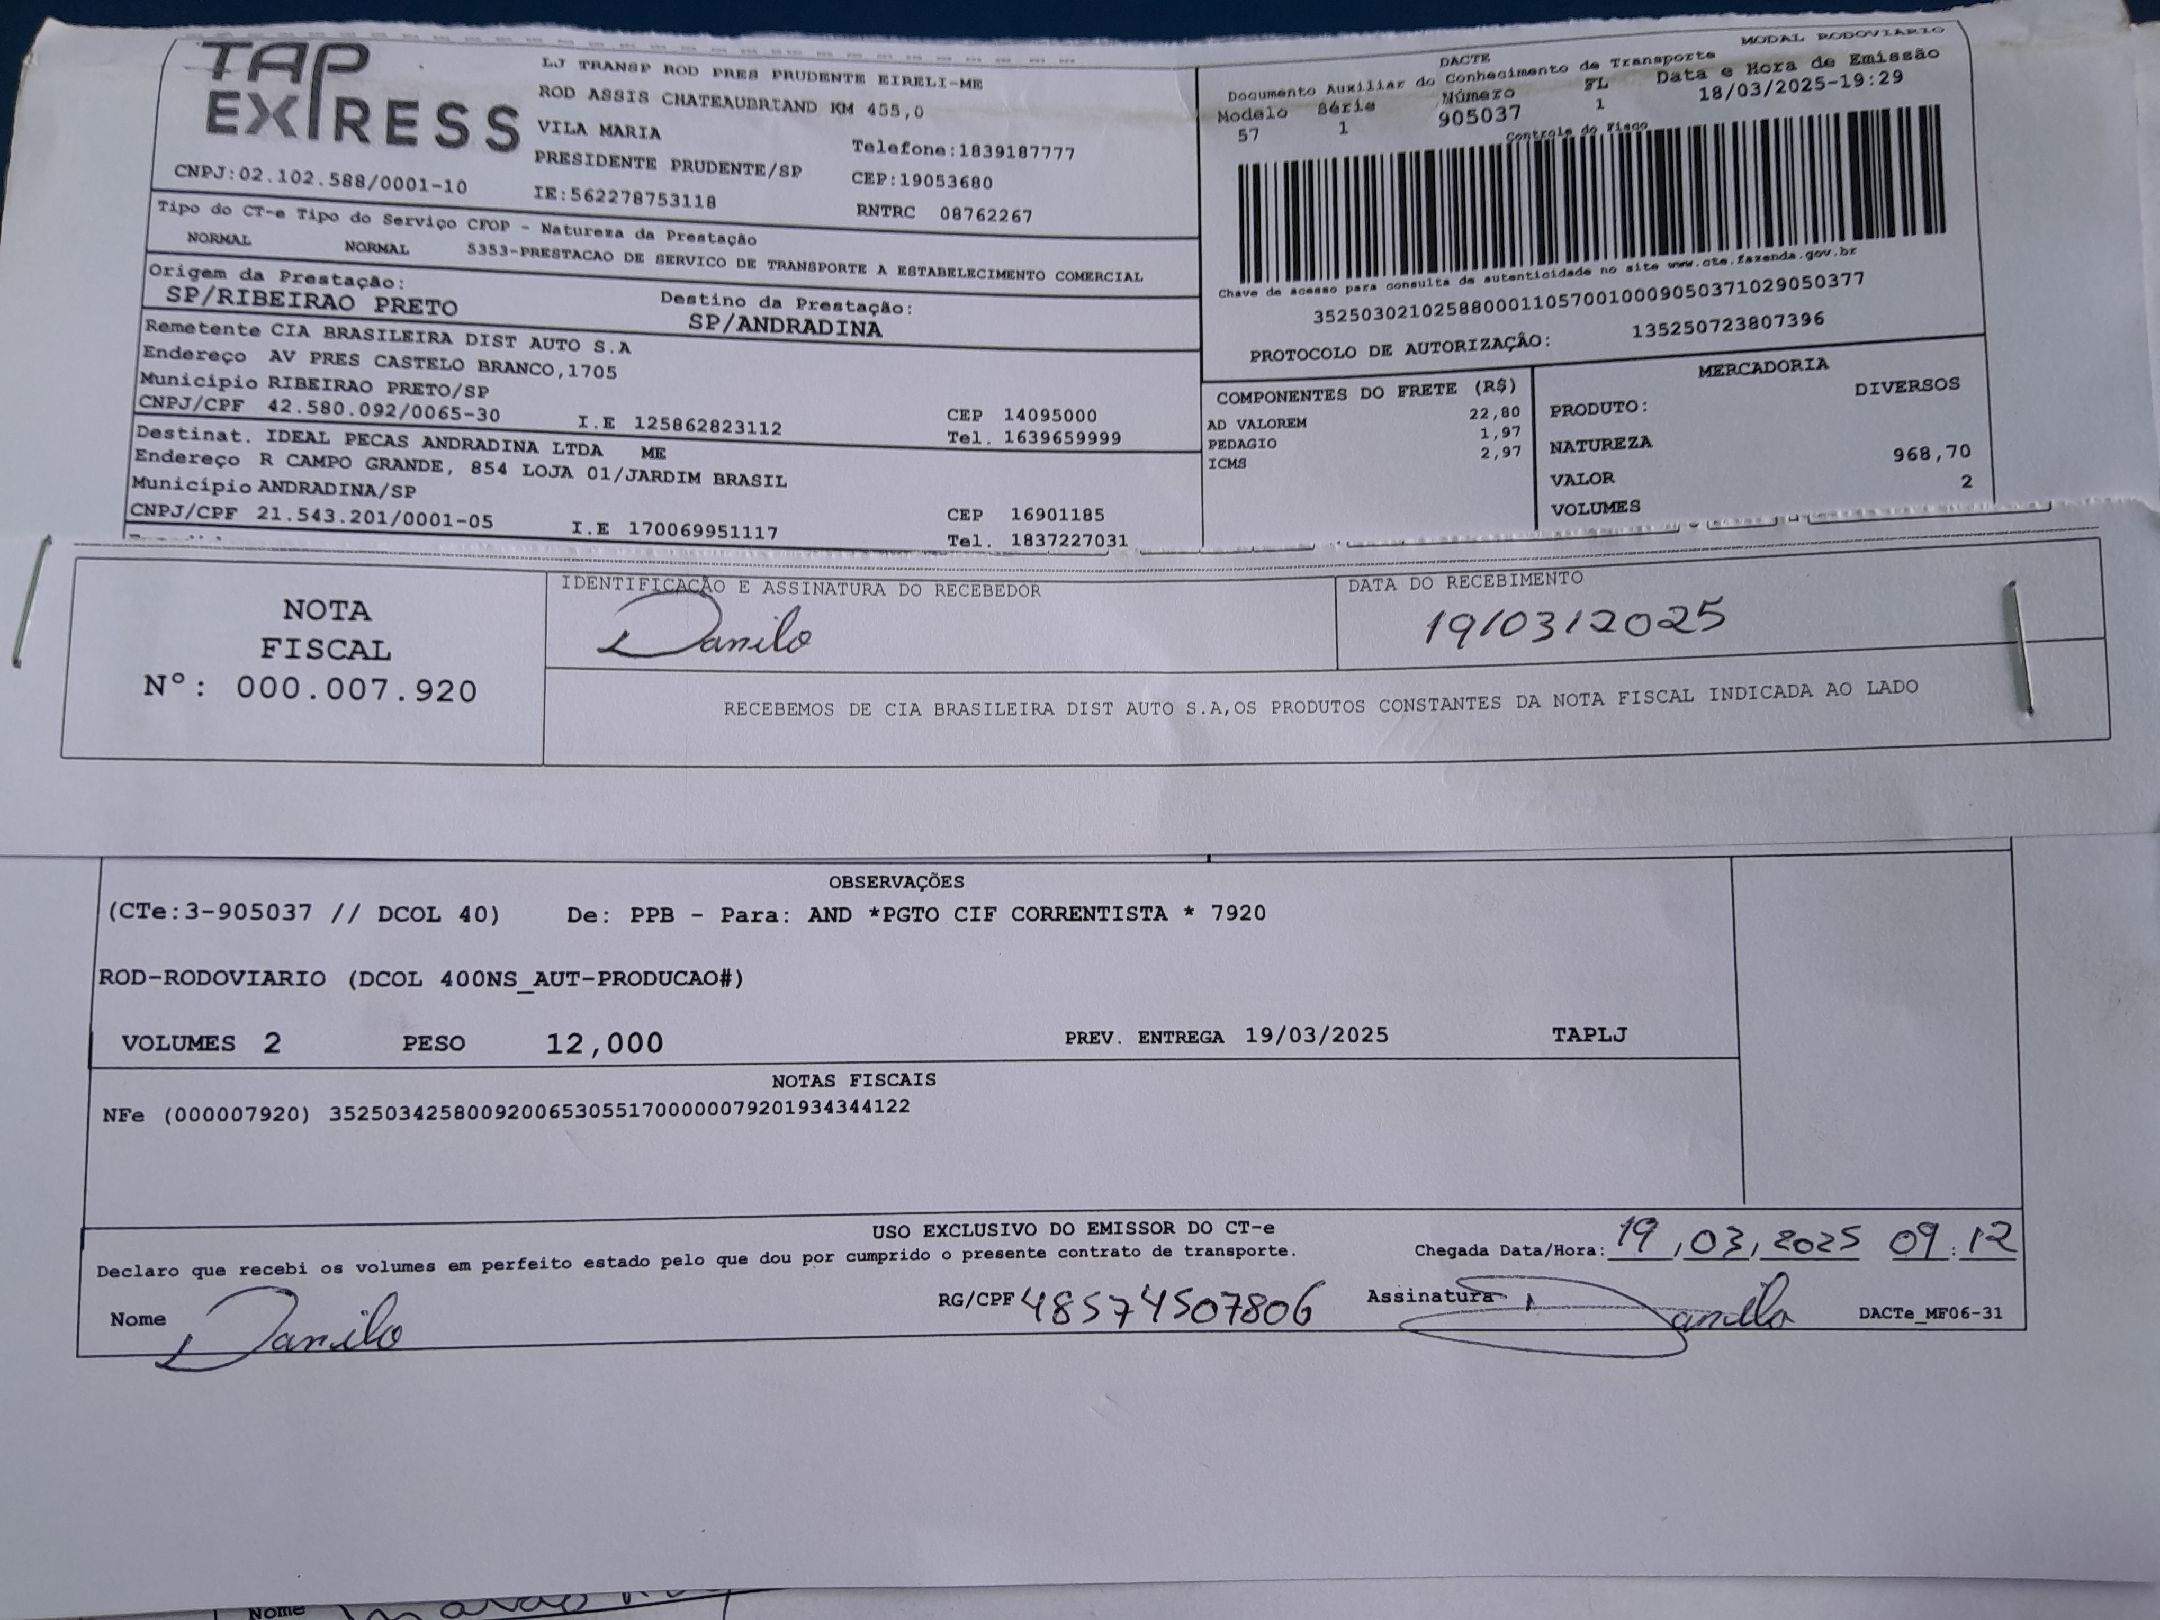 TAP
EXPRESS
CNPJ:02.102.588/0001-10
LJ TRANSP ROD PRES PRUDENTE EIRELI-ME
ROD ASSIS CHATEAUBRIAND KM 455,0
VILA MARIA
Telefone:1839187777
PRESIDENTE PRUDENTE/SP
CEP:19053680
IE:562278753118
RNTRC 08762267
MODAL RODOVIARIO
DACTE
Documento Auxiliar do Conhecimento de Transporte
Modelo Série Número FL Data e Hora de Emissão
57 1 905037 1 18/03/2025-19:29
Controle do Fisco
Chave de acesso para consulta de autenticidade no site www.cte.fazenda.gov.br
35250302102588000110570010009050371029050377
PROTOCOLO DE AUTORIZAÇÃO: 135250723807396
Tipo do CT-e Tipo do Serviço CFOP - Natureza da Prestação
NORMAL NORMAL 5353-PRESTACAO DE SERVICO DE TRANSPORTE A ESTABELECIMENTO COMERCIAL
Origem da Prestação: Destino da Prestação:
SP/RIBEIRAO PRETO SP/ANDRADINA
Remetente CIA BRASILEIRA DIST AUTO S.A
Endereço AV PRES CASTELO BRANCO,1705
Município RIBEIRAO PRETO/SP CEP 14095000
CNPJ/CPF 42.580.092/0065-30 I.E 125862823112 Tel. 1639659999
Destinat. IDEAL PECAS ANDRADINA LTDA ME
Endereço R CAMPO GRANDE, 854 LOJA 01/JARDIM BRASIL
Município ANDRADINA/SP CEP 16901185
CNPJ/CPF 21.543.201/0001-05 I.E 170069951117 Tel. 1837227031
COMPONENTES DO FRETE (R$)
AD VALOREM 22,80
PEDAGIO 1,97
ICMS 2,97
MERCADORIA
PRODUTO: DIVERSOS
NATUREZA
VALOR 968,70
VOLUMES 2
NOTA
FISCAL
N°: 000.007.920
IDENTIFICAÇÃO E ASSINATURA DO RECEBEDOR
Danilo
DATA DO RECEBIMENTO
19/03/2025
RECEBEMOS DE CIA BRASILEIRA DIST AUTO S.A,OS PRODUTOS CONSTANTES DA NOTA FISCAL INDICADA AO LADO
OBSERVAÇÕES
(CTe:3-905037 // DCOL 40) De: PPB - Para: AND *PGTO CIF CORRENTISTA * 7920
ROD-RODOVIARIO (DCOL 400NS_AUT-PRODUCAO#)
VOLUMES 2 PESO 12,000 PREV. ENTREGA 19/03/2025 TAPLJ
NOTAS FISCAIS
NFe (000007920) 35250342580092006530551700000079201934344122
USO EXCLUSIVO DO EMISSOR DO CT-e
Declaro que recebi os volumes em perfeito estado pelo que dou por cumprido o presente contrato de transporte.
Chegada Data/Hora: 19,03,2025 09:12
Nome Danilo RG/CPF 48574507806 Assinatura Danilo DACTe_MF06-31
Nome